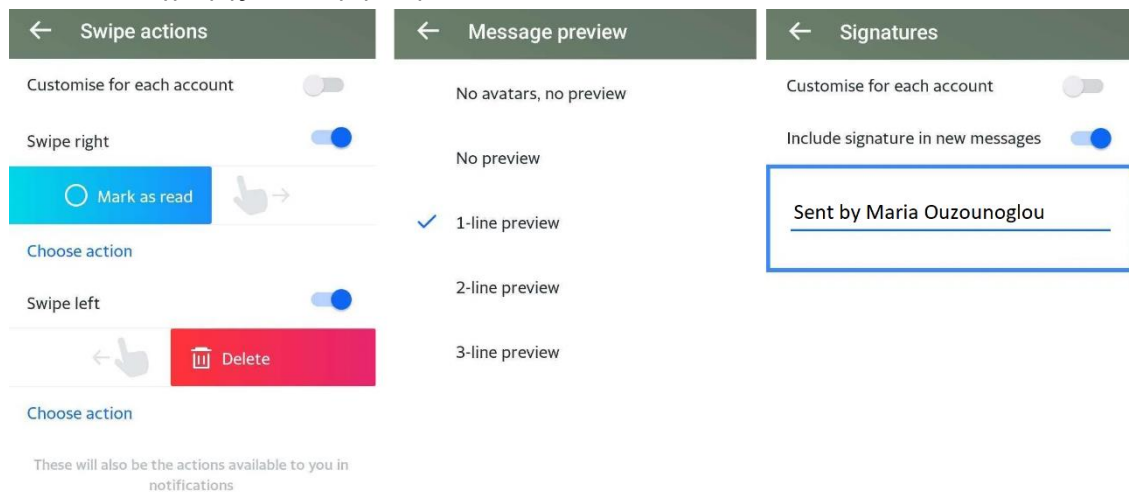 Swipe actions
Customise for each account
Swipe right
Mark as read
Choose action
Swipe left
Delete
Choose action
These will also be the actions available to you in
notifications
Message preview
No avatars, no preview
No preview
1-line preview
2-line preview
3-line preview
Signatures
Customise for each account
Include signature in new messages
Sent by Maria Ouzounoglou